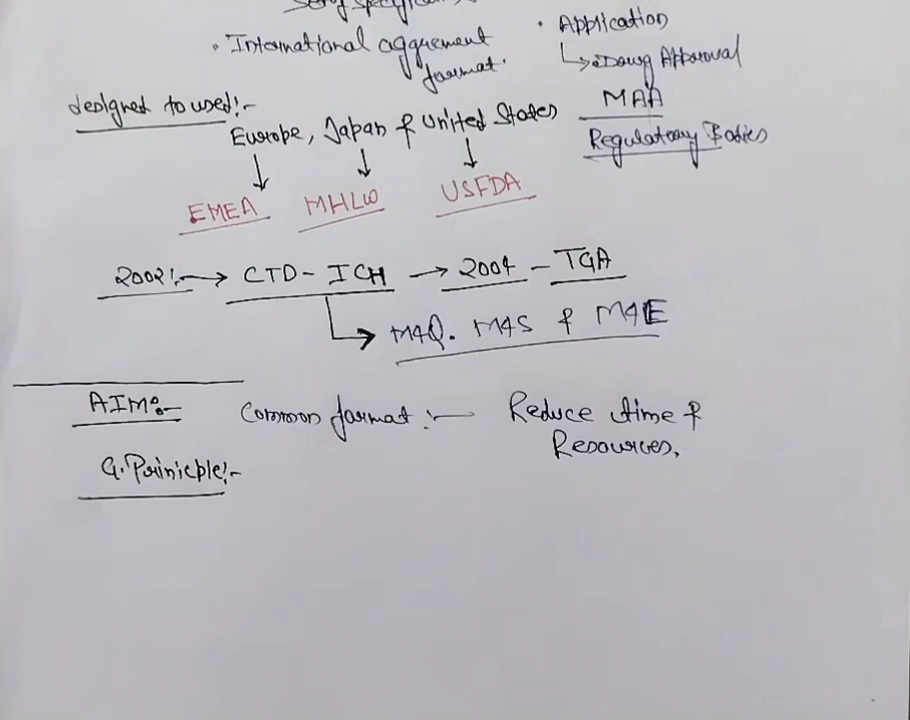 • International aggrement format.
• Application
↳ Drug Approval
designed to used:-
Europe, Japan & United States
MAA
Regulatory Bodies
EMEA MHLW USFDA
2002:- → CTD - ICH → 2004 - TGA
↳ M4Q. M4S & M4E
AIM:- Common format:- Reduce time &
Resources.
G. Prinicple:-